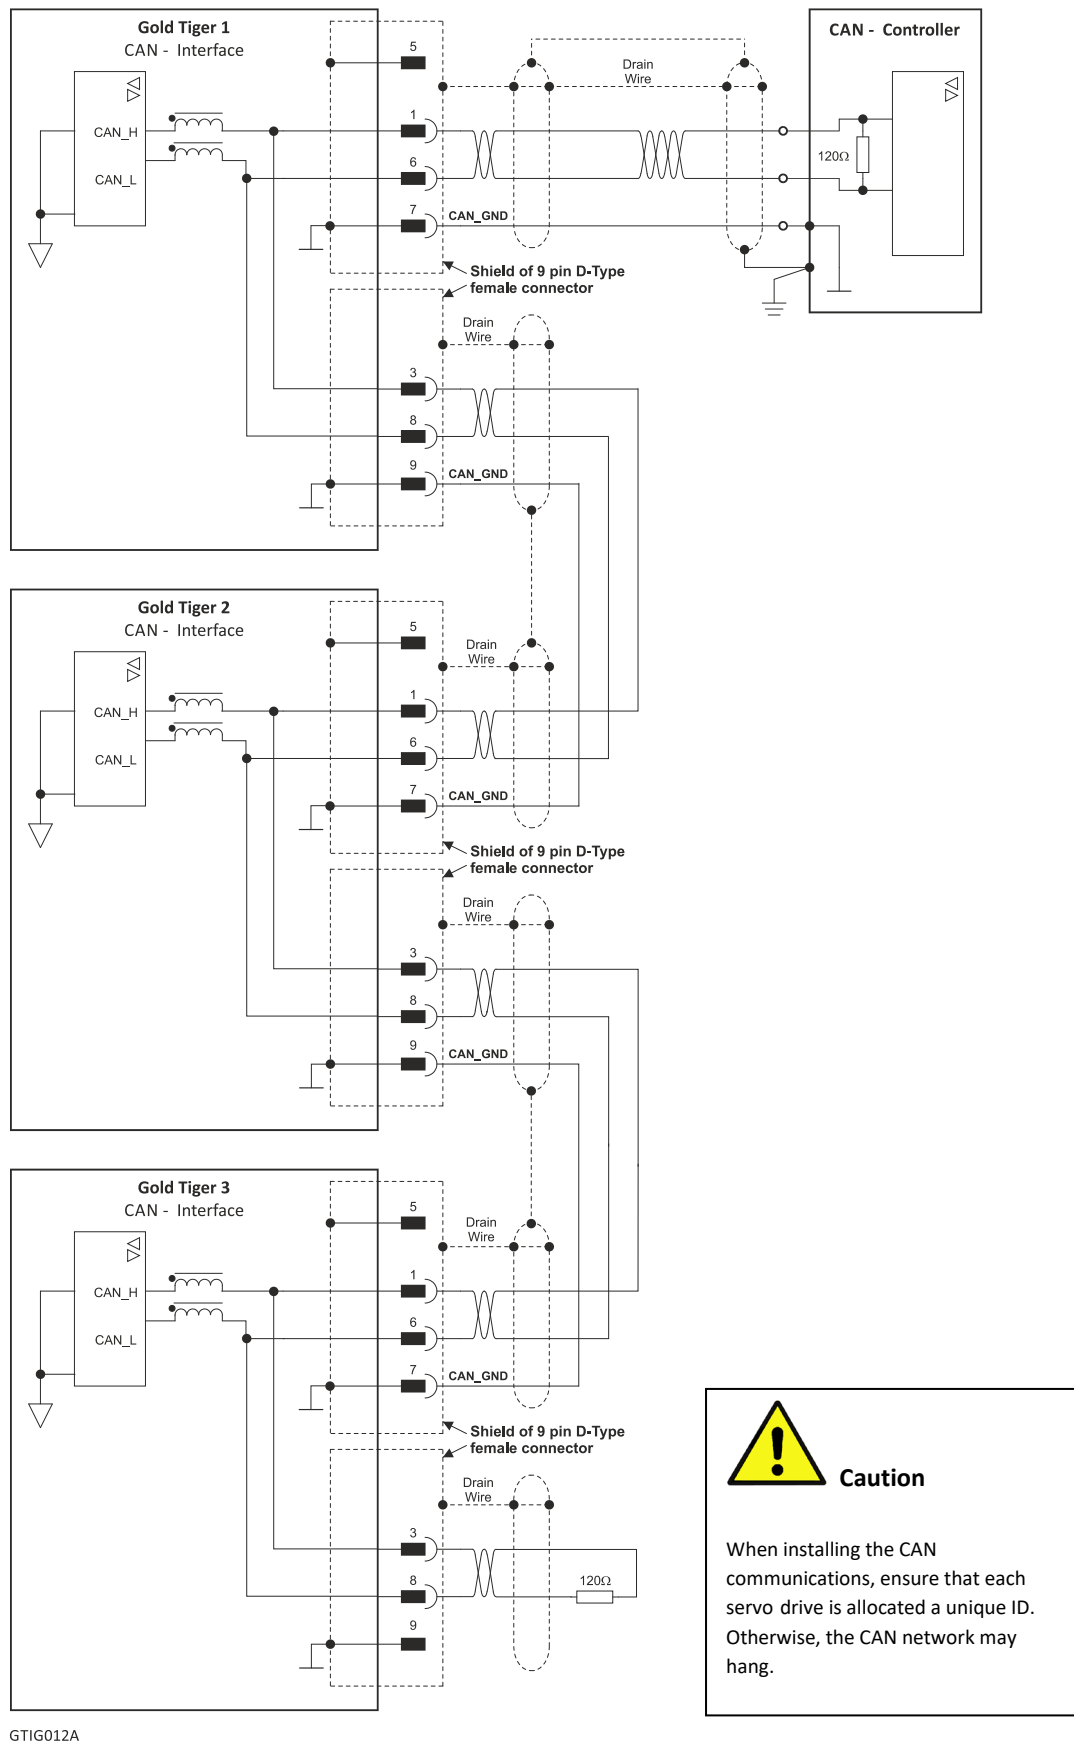 Gold Tiger 1
CAN - Interface
CAN - Controller
5
Drain
Wire
CAN_H
1
120Ω
CAN_L
6
7
CAN_GND
Shield of 9 pin D-Type
female connector
Drain
Wire
3
8
9
CAN_GND
Gold Tiger 2
CAN - Interface
5
Drain
Wire
CAN_H
1
CAN_L
6
7
CAN_GND
Shield of 9 pin D-Type
female connector
Drain
Wire
3
8
9
CAN_GND
Gold Tiger 3
CAN - Interface
5
Drain
Wire
CAN_H
1
CAN_L
6
7
CAN_GND
Shield of 9 pin D-Type
female connector
Drain
Wire
3
8
120Ω
9
Caution
When installing the CAN
communications, ensure that each
servo drive is allocated a unique ID.
Otherwise, the CAN network may
hang.
GTIG012A